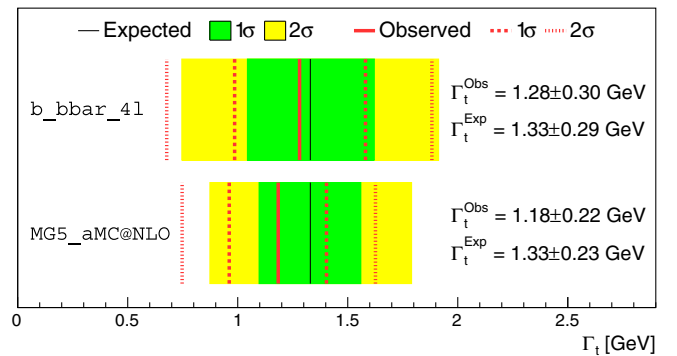 Expected 1σ 2σ Observed 1σ 2σ
b_bbar_4l
Γ_t^Obs = 1.28±0.30 GeV
Γ_t^Exp = 1.33±0.29 GeV
MG5_aMC@NLO
Γ_t^Obs = 1.18±0.22 GeV
Γ_t^Exp = 1.33±0.23 GeV
0 0.5 1 1.5 2 2.5
Γ_t [GeV]